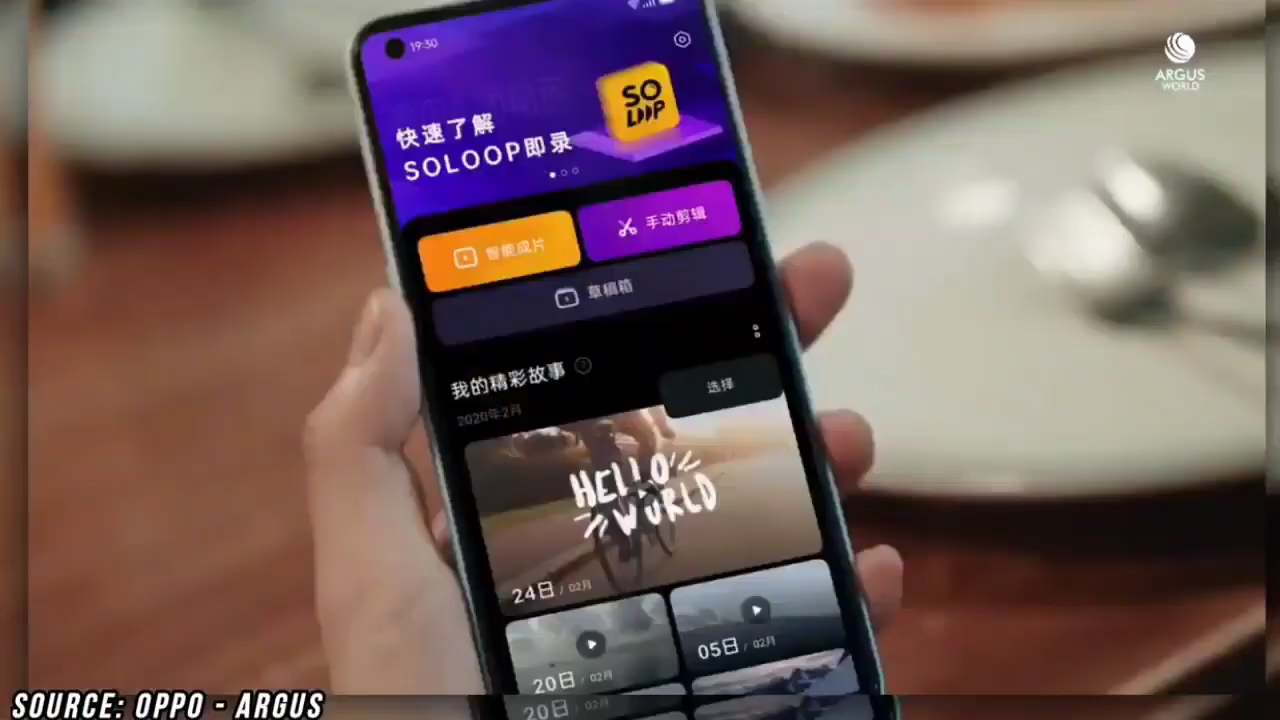 19:30
ARGUS
WORLD
SO
LOOP
快速了解
SOLOOP即录
智能成片
手动剪辑
草稿箱
我的精彩故事
2020年2月
选择
HELLO
WORLD
24日 / 02月
20日 / 02月
05日 / 02月
20日 / 02月
SOURCE: OPPO - ARGUS